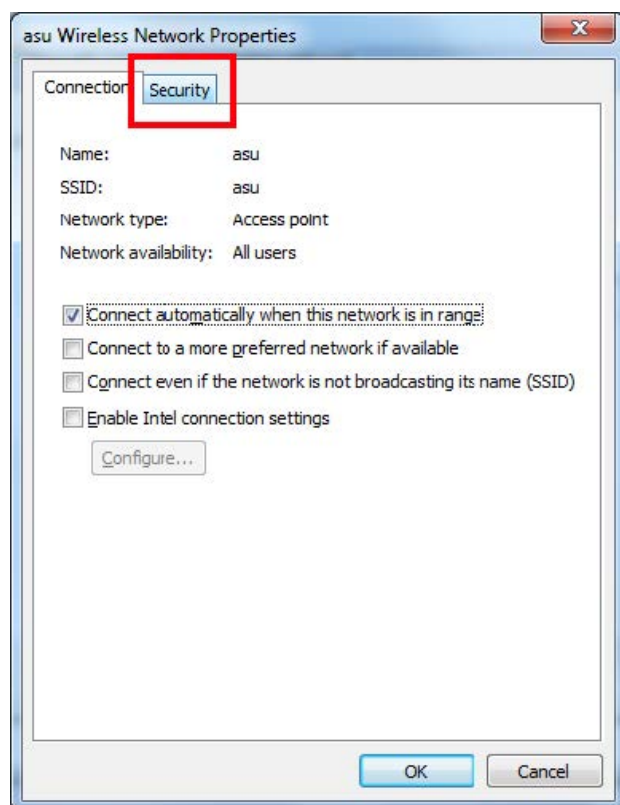 asu Wireless Network Properties
Connection Security
Name: asu
SSID: asu
Network type: Access point
Network availability: All users
Connect automatically when this network is in range
Connect to a more preferred network if available
Connect even if the network is not broadcasting its name (SSID)
Enable Intel connection settings
Configure...
OK Cancel